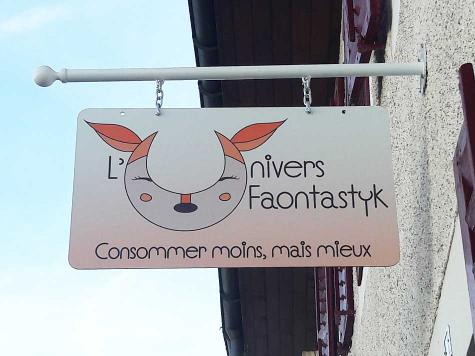 L'Univers
Faontastyk
Consommer moins, mais mieux